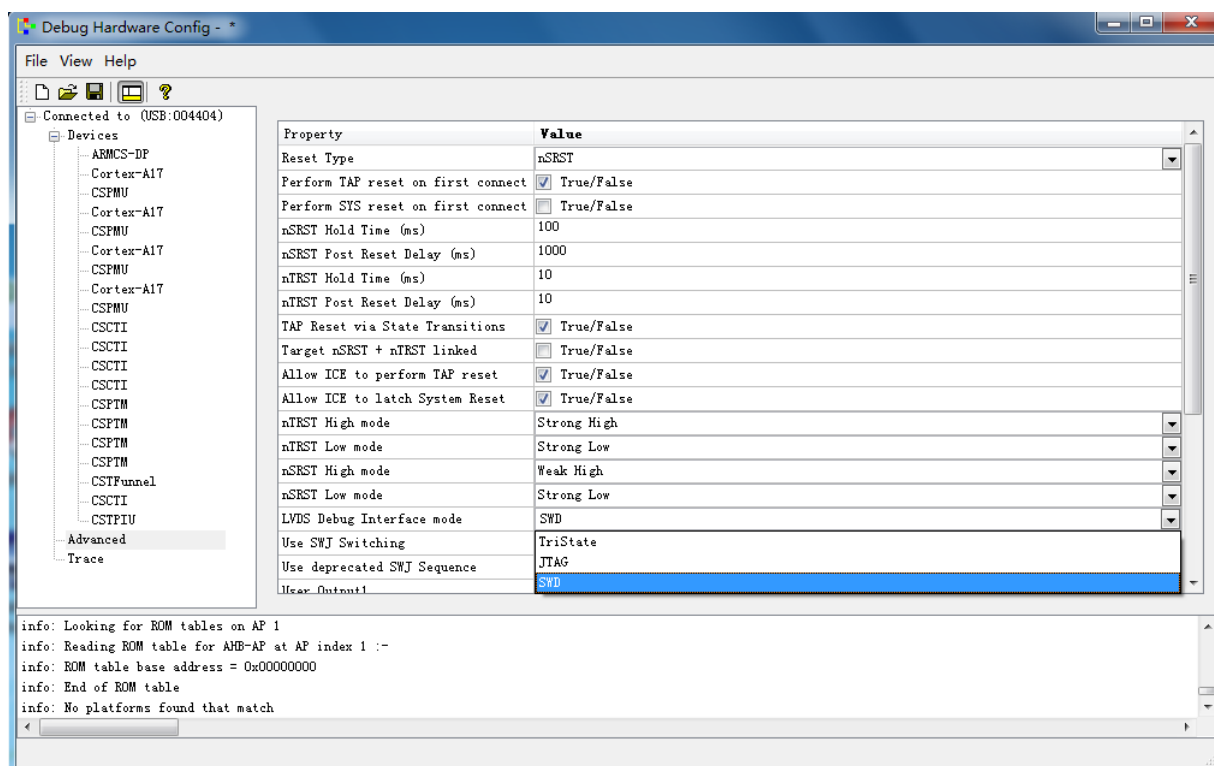 Debug Hardware Config - *
File View Help
Connected to (USB:004404)
Devices
ARMCS-DP
Cortex-A17
CSPMU
Cortex-A17
CSPMU
Cortex-A17
CSPMU
Cortex-A17
CSPMU
CSCTI
CSCTI
CSCTI
CSCTI
CSPTM
CSPTM
CSPTM
CSPTM
CSTFunnel
CSCTI
CSTPIU
Advanced
Trace
Property Value
Reset Type nSRST
Perform TAP reset on first connect True/False
Perform SYS reset on first connect True/False
nSRST Hold Time (ms) 100
nSRST Post Reset Delay (ms) 1000
nTRST Hold Time (ms) 10
nTRST Post Reset Delay (ms) 10
TAP Reset via State Transitions True/False
Target nSRST + nTRST linked True/False
Allow ICE to perform TAP reset True/False
Allow ICE to latch System Reset True/False
nTRST High mode Strong High
nTRST Low mode Strong Low
nSRST High mode Weak High
nSRST Low mode Strong Low
LVDS Debug Interface mode SWD
Use SWJ Switching TriState
JTAG
Use deprecated SWJ Sequence
SWD
User Output1
info: Looking for ROM tables on AP 1
info: Reading ROM table for AHB-AP at AP index 1 :-
info: ROM table base address = 0x00000000
info: End of ROM table
info: No platforms found that match